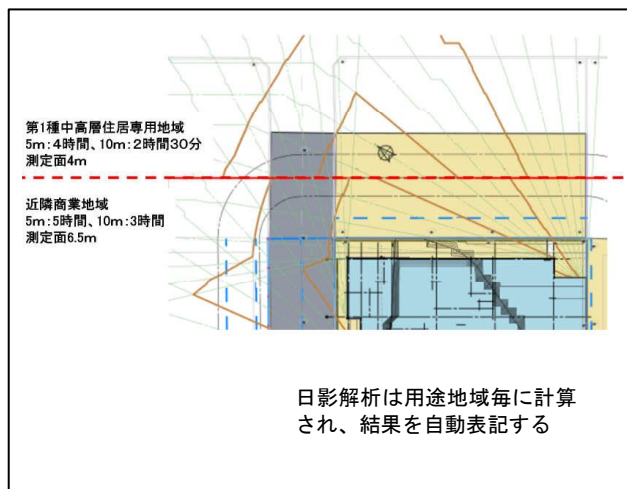 第1種中高層住居専用地域
5m:4時間、10m:2時間30分
測定面4m
近隣商業地域
5m:5時間、10m:3時間
測定面6.5m
日影解析は用途地域毎に計算
され、結果を自動表記する